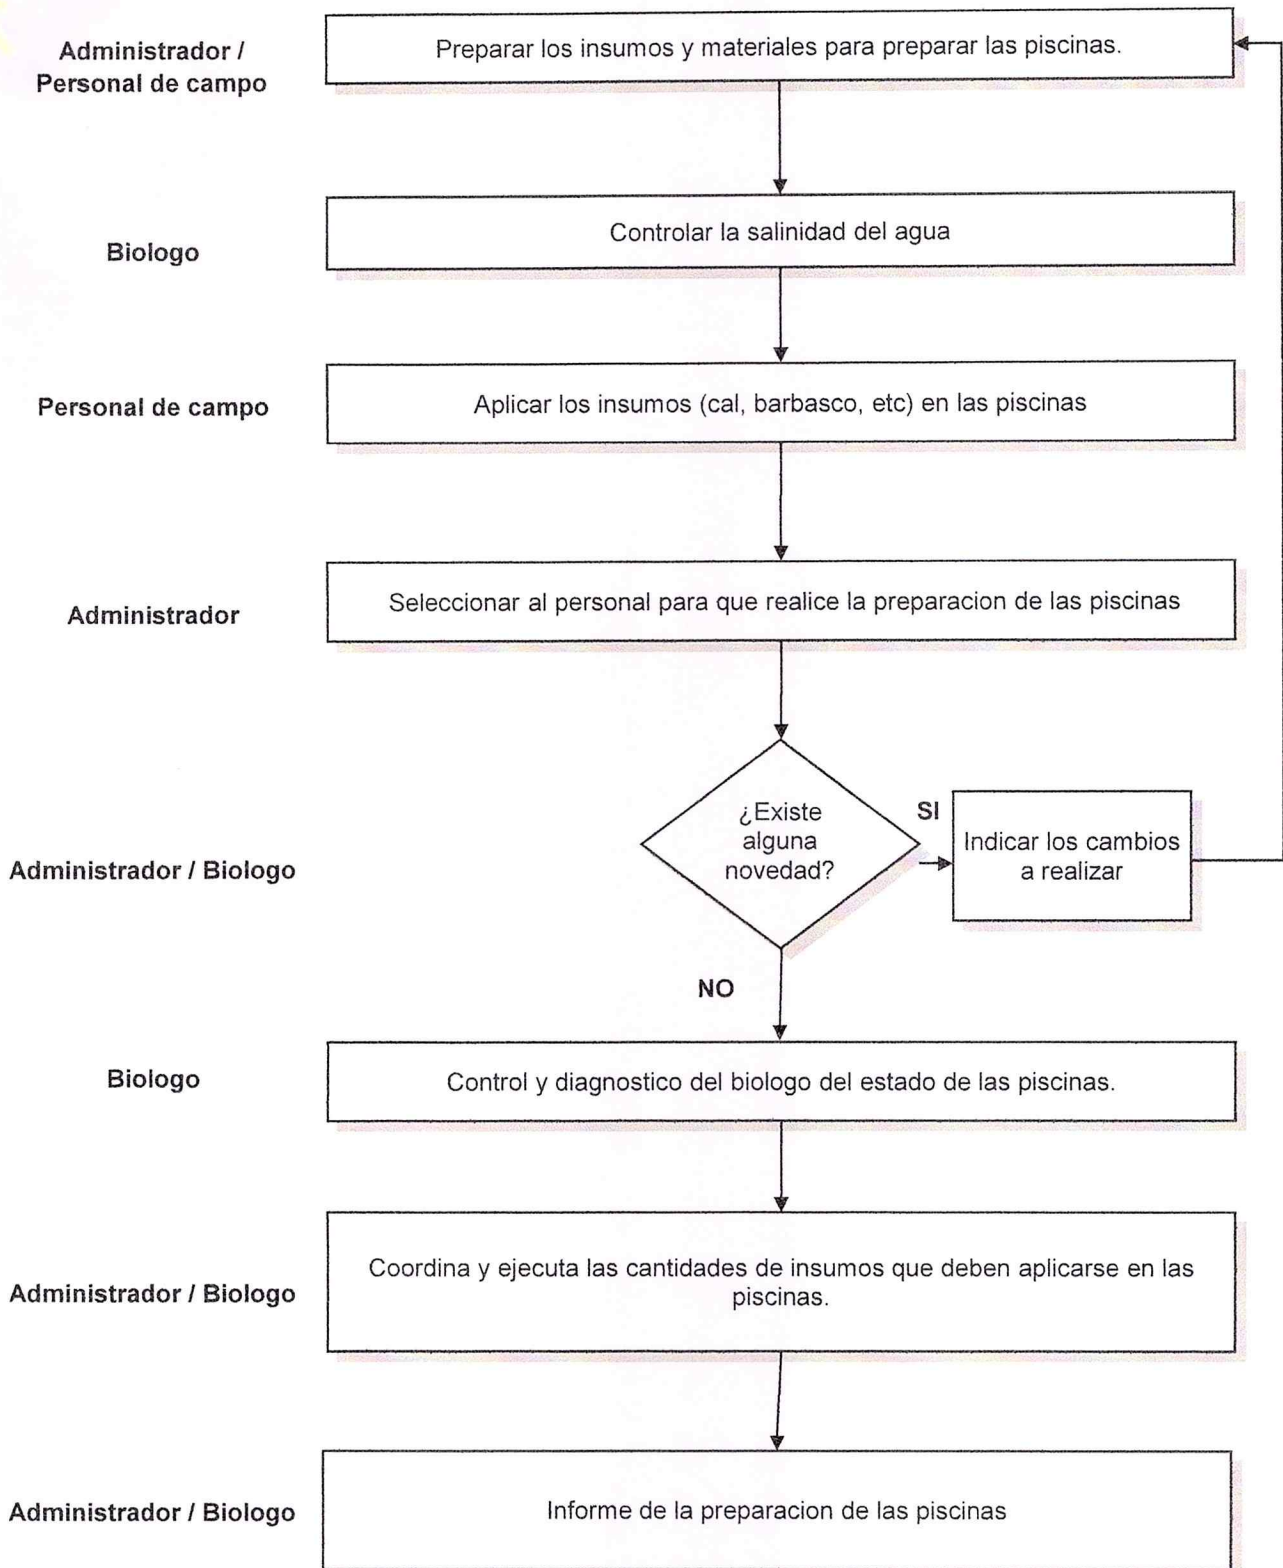 Administrador /
Personal de campo
Preparar los insumos y materiales para preparar las piscinas.
Biologo
Controlar la salinidad del agua
Personal de campo
Aplicar los insumos (cal, barbasco, etc) en las piscinas
Administrador
Seleccionar al personal para que realice la preparacion de las piscinas
Administrador / Biologo
¿Existe
alguna
novedad?
SI
Indicar los cambios
a realizar
NO
Biologo
Control y diagnostico del biologo del estado de las piscinas.
Administrador / Biologo
Coordina y ejecuta las cantidades de insumos que deben aplicarse en las
piscinas.
Administrador / Biologo
Informe de la preparacion de las piscinas